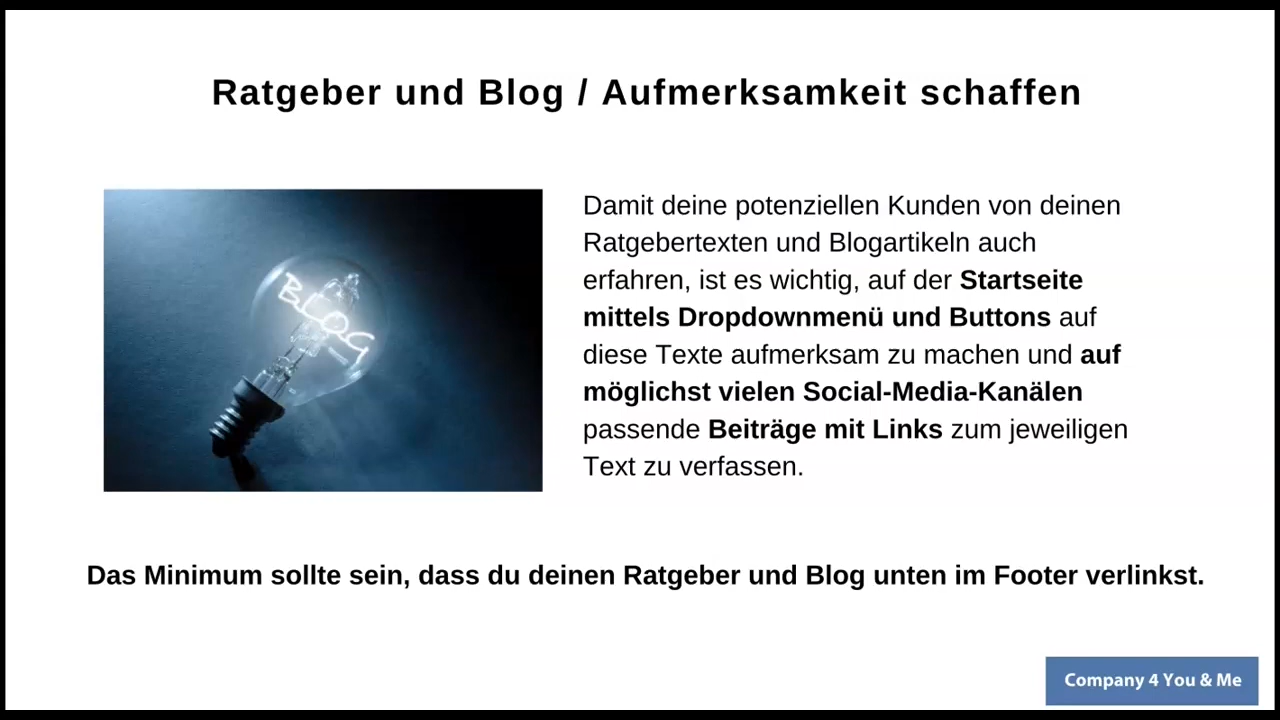 Ratgeber und Blog / Aufmerksamkeit schaffen
BLOG
Damit deine potenziellen Kunden von deinen
Ratgebertexten und Blogartikeln auch
erfahren, ist es wichtig, auf der Startseite
mittels Dropdownmenü und Buttons auf
diese Texte aufmerksam zu machen und auf
möglichst vielen Social-Media-Kanälen
passende Beiträge mit Links zum jeweiligen
Text zu verfassen.
Das Minimum sollte sein, dass du deinen Ratgeber und Blog unten im Footer verlinkst.
Company 4 You & Me